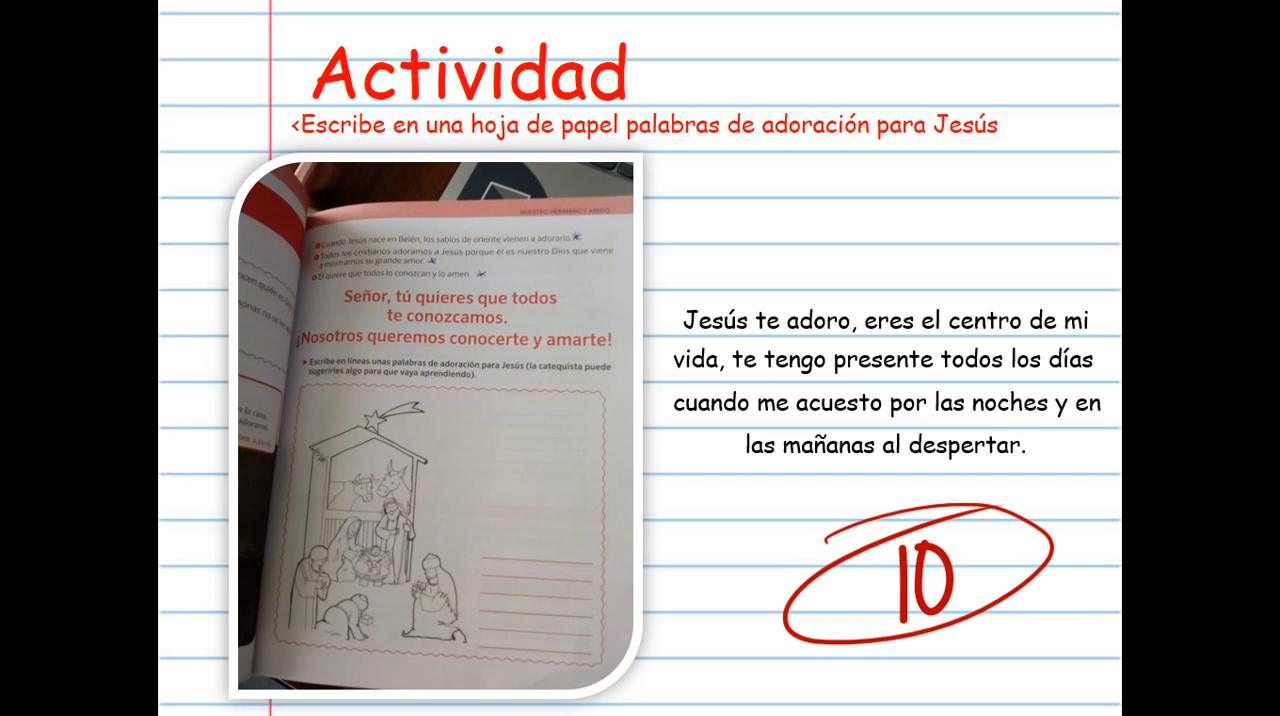 Actividad
<Escribe en una hoja de papel palabras de adoración para Jesús
NUESTRO HERMANO Y AMIGO
Cuando Jesús nace en Belén, los sabios de oriente vienen a adorarlo.
Todos los cristianos adoramos a Jesús porque él es nuestro Dios que viene
a mostrarnos su grande amor.
Él quiere que todos lo conozcan y lo amen.
Señor, tú quieres que todos
te conozcamos.
¡Nosotros queremos conocerte y amarte!
Escribe en líneas unas palabras de adoración para Jesús (la catequista puede
sugerirles algo para que vaya aprendiendo).
Jesús te adoro, eres el centro de mi
vida, te tengo presente todos los días
cuando me acuesto por las noches y en
las mañanas al despertar.
10